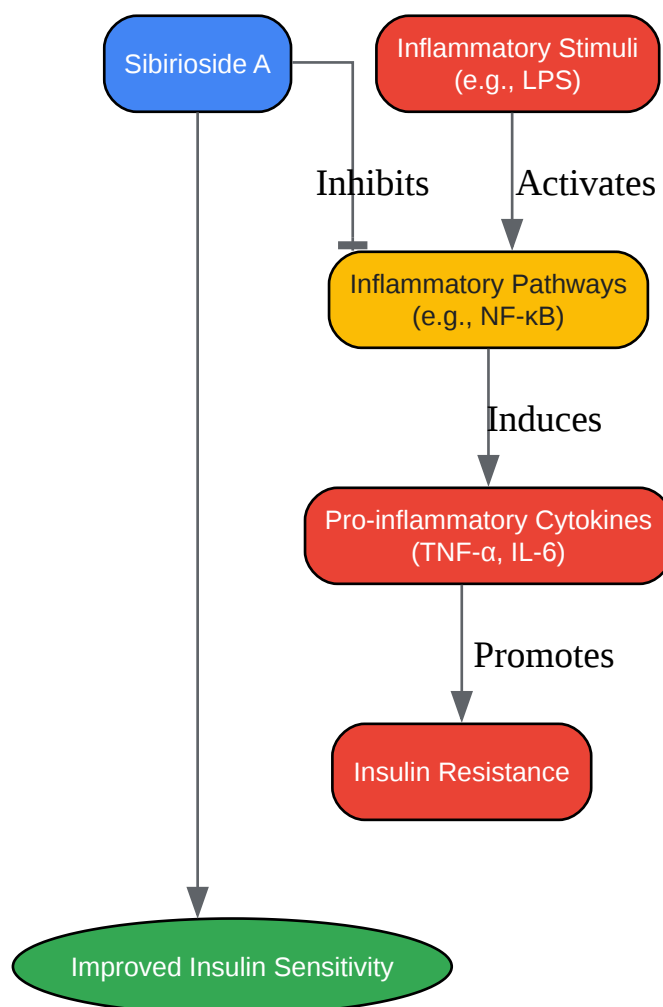 Sibirioside A
Inflammatory Stimuli
(e.g., LPS)
Inhibits
Activates
Inflammatory Pathways
(e.g., NF-κB)
Induces
Pro-inflammatory Cytokines
(TNF-α, IL-6)
Promotes
Insulin Resistance
Improved Insulin Sensitivity